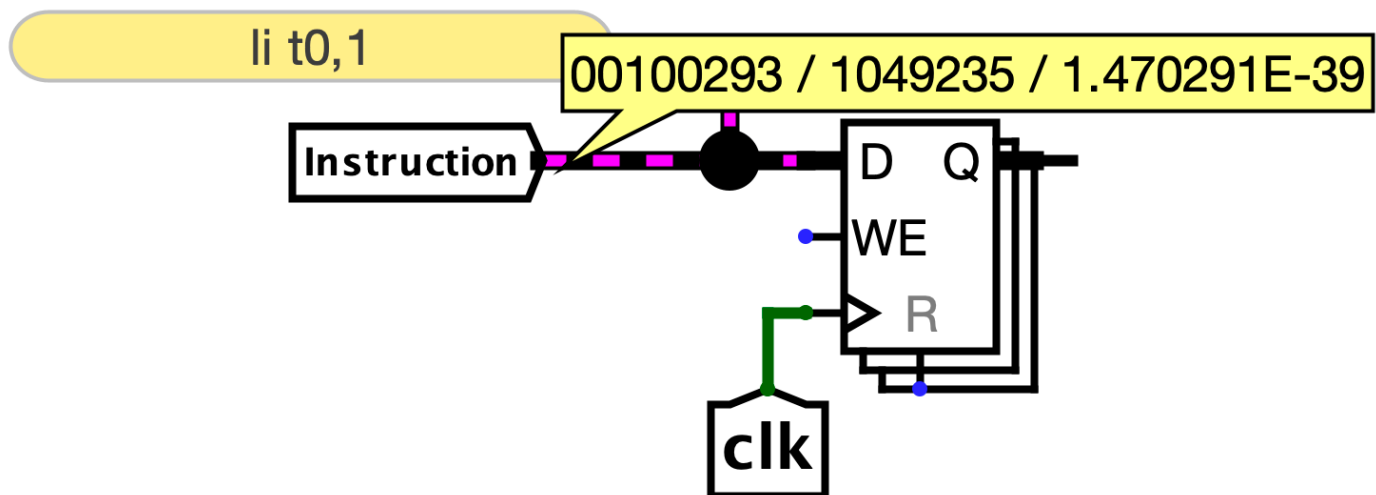 li t0,1
00100293 / 1049235 / 1.470291E-39
Instruction
D Q
WE
R
clk